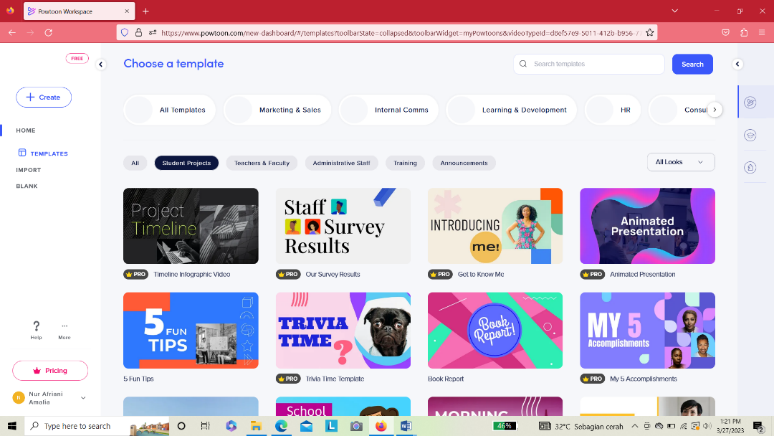 Powtoon Workspace
https://www.powtoon.com/new-dashboard/#/templates?toolbarState=collapsed&toolbarWidget=myPowtoons&videoTypeId=d6ef57e9-5011-412b-b956-7
FREE
Choose a template
Search templates
Search
+ Create
All Templates
Marketing & Sales
Internal Comms
Learning & Development
HR
Consul
HOME
TEMPLATES
IMPORT
BLANK
All
Student Projects
Teachers & Faculty
Administrative Staff
Training
Announcements
All Looks
Project
Timeline
Staff
Survey
Results
INTRODUCING
me!
ANIMATED
PRESENTATION
PRO
Timeline Infographic Video
PRO
Our Survey Results
PRO
Get to Know Me
PRO
Animated Presentation
5 FUN
TIPS
TRIVIA
TIME
?
Book
Report!
MY 5
Accomplishments
5 Fun Tips
PRO
Trivia Time Template
Book Report
PRO
My 5 Accomplishments
School
MORNING
?
Help
...
More
Pricing
N
Nur Afriani
Amalia
Type here to search
46%
32°C Sebagian cerah
1:21 PM
3/27/2023